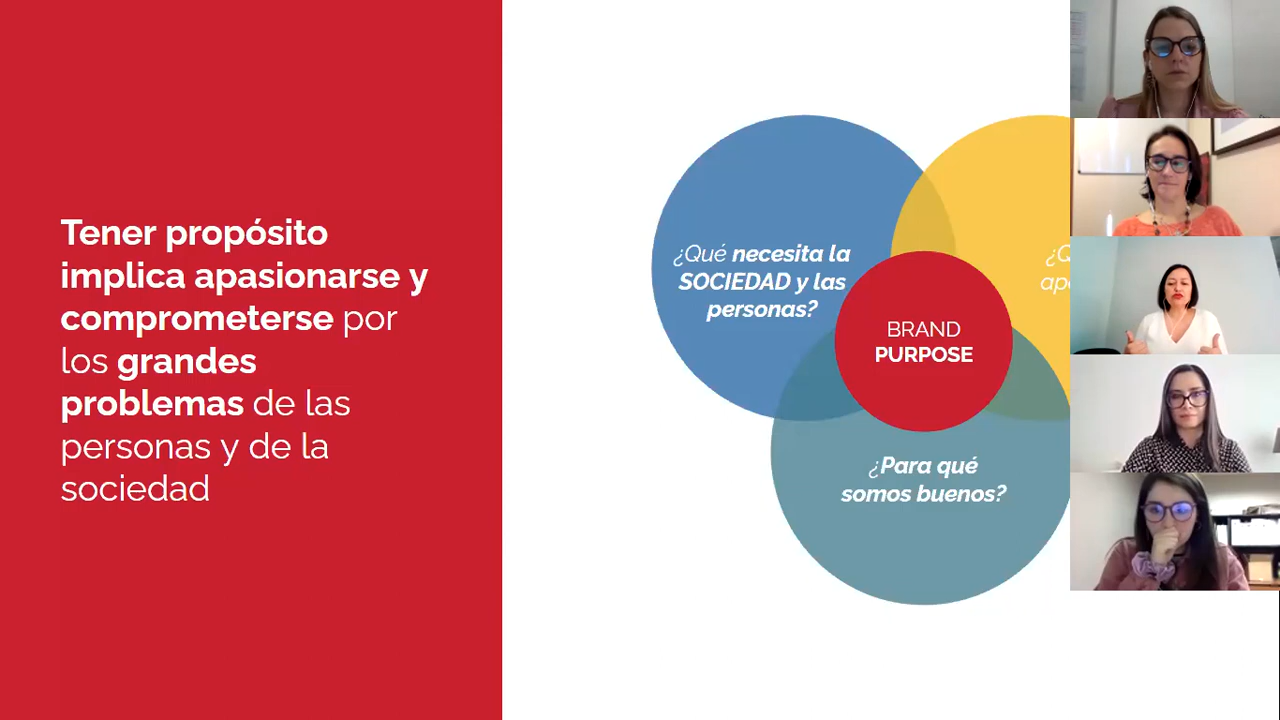 Tener propósito
implica apasionarse y
comprometerse por
los grandes
problemas de las
personas y de la
sociedad
¿Qué necesita la
SOCIEDAD y las
personas?
BRAND
PURPOSE
¿Para qué
somos buenos?